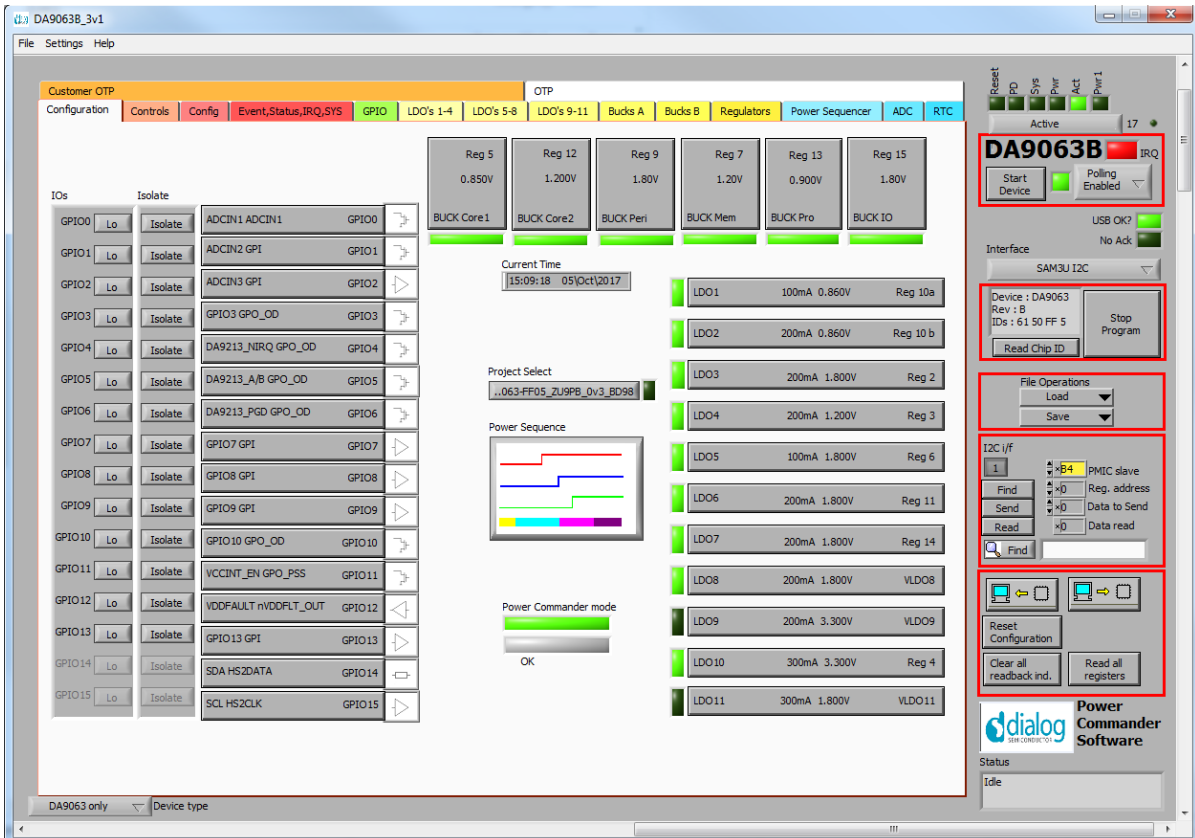 DA9063B_3v1
File Settings Help
Customer OTP
OTP
Configuration Controls Config Event,Status,IRQ,SYS GPIO LDO's 1-4 LDO's 5-8 LDO's 9-11 Bucks A Bucks B Regulators Power Sequencer ADC RTC
Reset PD Sys Pwr Act Pwr1
Active 17
DA9063B IRQ
Start Device
Polling Enabled
USB OK?
No Ack
Interface
SAM3U I2C
Device : DA9063
Rev : B
IDs : 61 50 FF 5
Read Chip ID
Stop Program
File Operations
Load
Save
I2C i/f
1 ×B4 PMIC slave
Find ×0 Reg. address
Send ×0 Data to Send
Read ×0 Data read
Find
Reset Configuration
Clear all readback ind.
Read all registers
dialog
SEMICONDUCTOR
Power Commander Software
Status
Idle
Reg 5 0.850V BUCK Core1
Reg 12 1.200V BUCK Core2
Reg 9 1.80V BUCK Peri
Reg 7 1.20V BUCK Mem
Reg 13 0.900V BUCK Pro
Reg 15 1.80V BUCK IO
IOs Isolate
GPIO0 Lo Isolate ADCIN1 ADCIN1 GPIO0
GPIO1 Lo Isolate ADCIN2 GPI GPIO1
GPIO2 Lo Isolate ADCIN3 GPI GPIO2
GPIO3 Lo Isolate GPIO3 GPO_OD GPIO3
GPIO4 Lo Isolate DA9213_NIRQ GPO_OD GPIO4
GPIO5 Lo Isolate DA9213_A/B GPO_OD GPIO5
GPIO6 Lo Isolate DA9213_PGD GPO_OD GPIO6
GPIO7 Lo Isolate GPIO7 GPI GPIO7
GPIO8 Lo Isolate GPIO8 GPI GPIO8
GPIO9 Lo Isolate GPIO9 GPI GPIO9
GPIO10 Lo Isolate GPIO10 GPO_OD GPIO10
GPIO11 Lo Isolate VCCINT_EN GPO_PSS GPIO11
GPIO12 Lo Isolate VDDFAULT nVDDFLT_OUT GPIO12
GPIO13 Lo Isolate GPIO13 GPI GPIO13
GPIO14 Lo Isolate SDA HS2DATA GPIO14
GPIO15 Lo Isolate SCL HS2CLK GPIO15
Current Time
15:09:18 05\Oct\2017
Project Select
..063-FF05_ZU9PB_0v3_BD98
Power Sequence
Power Commander mode
OK
LDO1 100mA 0.860V Reg 10a
LDO2 200mA 0.860V Reg 10 b
LDO3 200mA 1.800V Reg 2
LDO4 200mA 1.200V Reg 3
LDO5 100mA 1.800V Reg 6
LDO6 200mA 1.800V Reg 11
LDO7 200mA 1.800V Reg 14
LDO8 200mA 1.800V VLDO8
LDO9 200mA 3.300V VLDO9
LDO10 300mA 3.300V Reg 4
LDO11 300mA 1.800V VLDO11
DA9063 only Device type